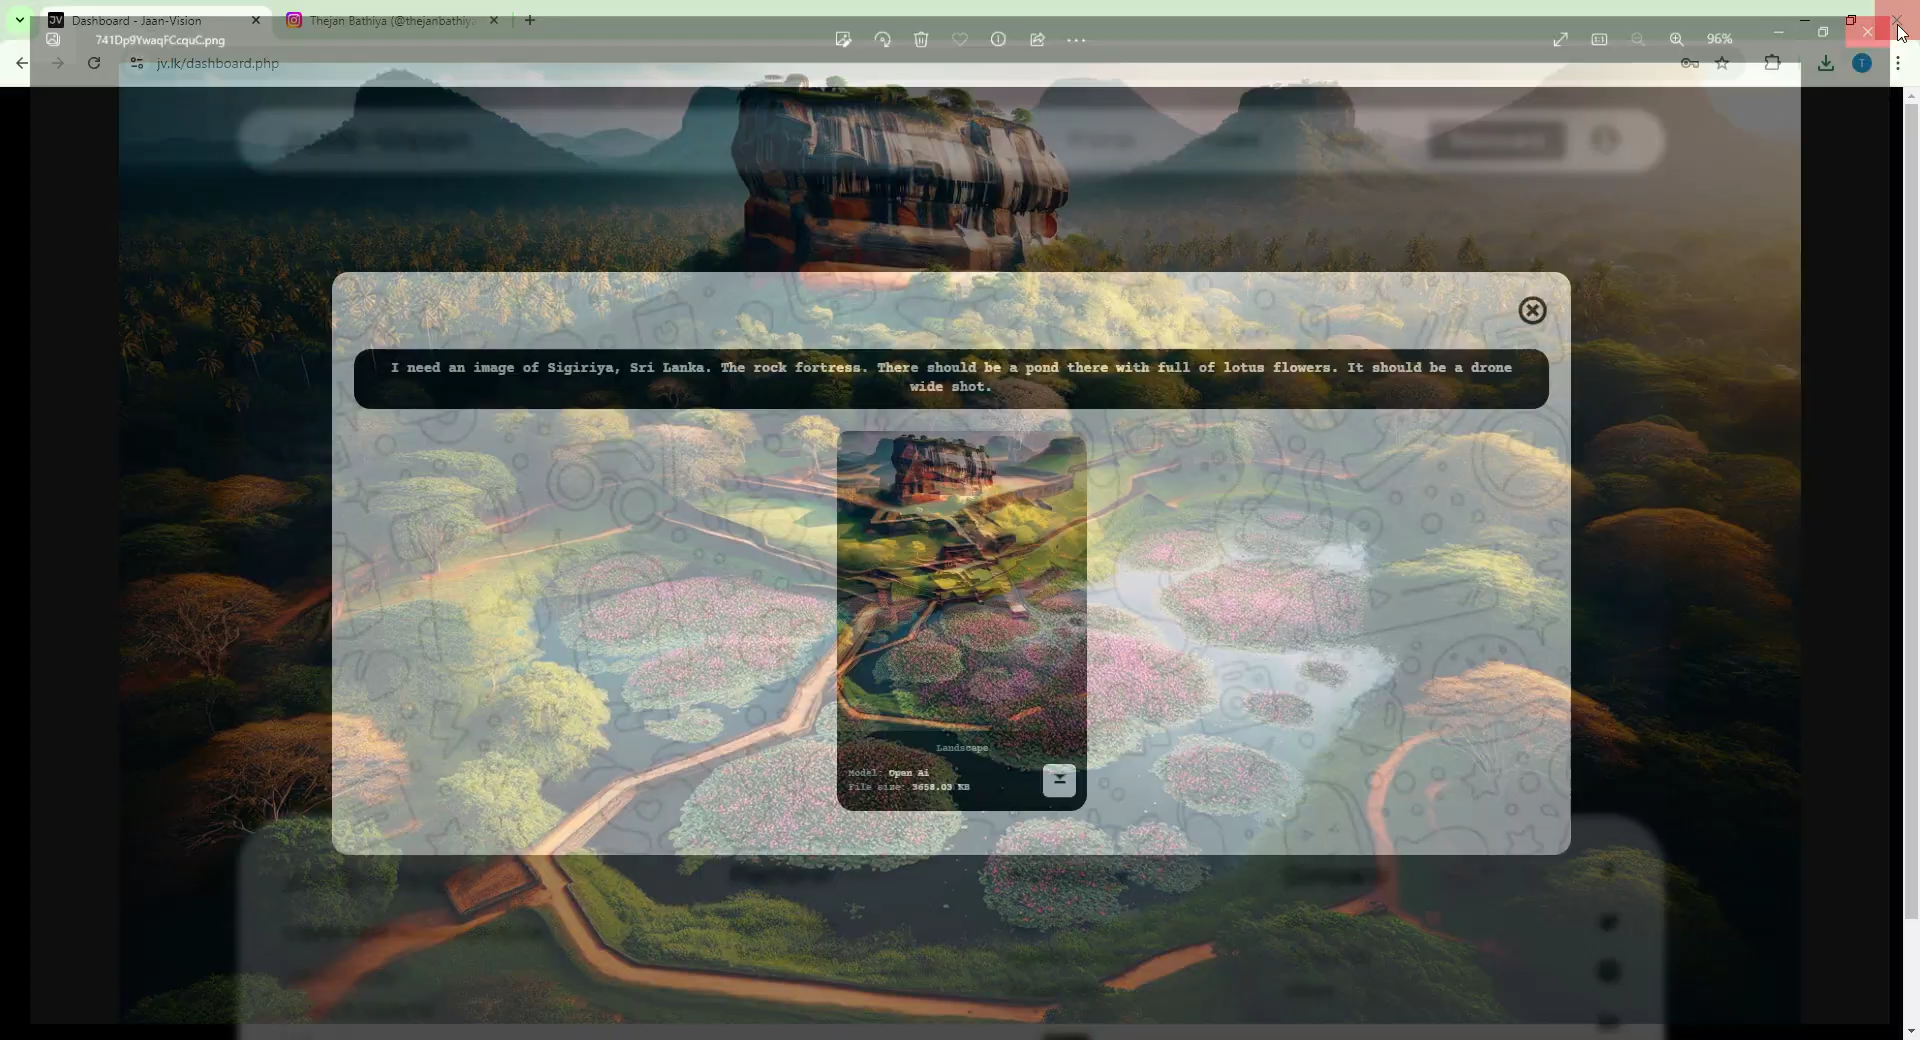 Dashboard - Jaan-Vision
Thejan Bathiya (@thejanbathiya
741Dp9YwaqFCcquC.png
96%
jv.lk/dashboard.php
T
I need an image of Sigiriya, Sri Lanka. The rock fortress. There should be a pond there with full of lotus flowers. It should be a drone
wide shot.
Landscape
Model: Open Ai
File size: 3658.03 KB